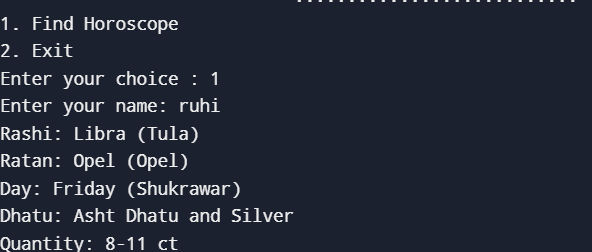 1. Find Horoscope
2. Exit
Enter your choice : 1
Enter your name: ruhi
Rashi: Libra (Tula)
Ratan: Opel (Opel)
Day: Friday (Shukrawar)
Dhatu: Asht Dhatu and Silver
Quantity: 8-11 ct